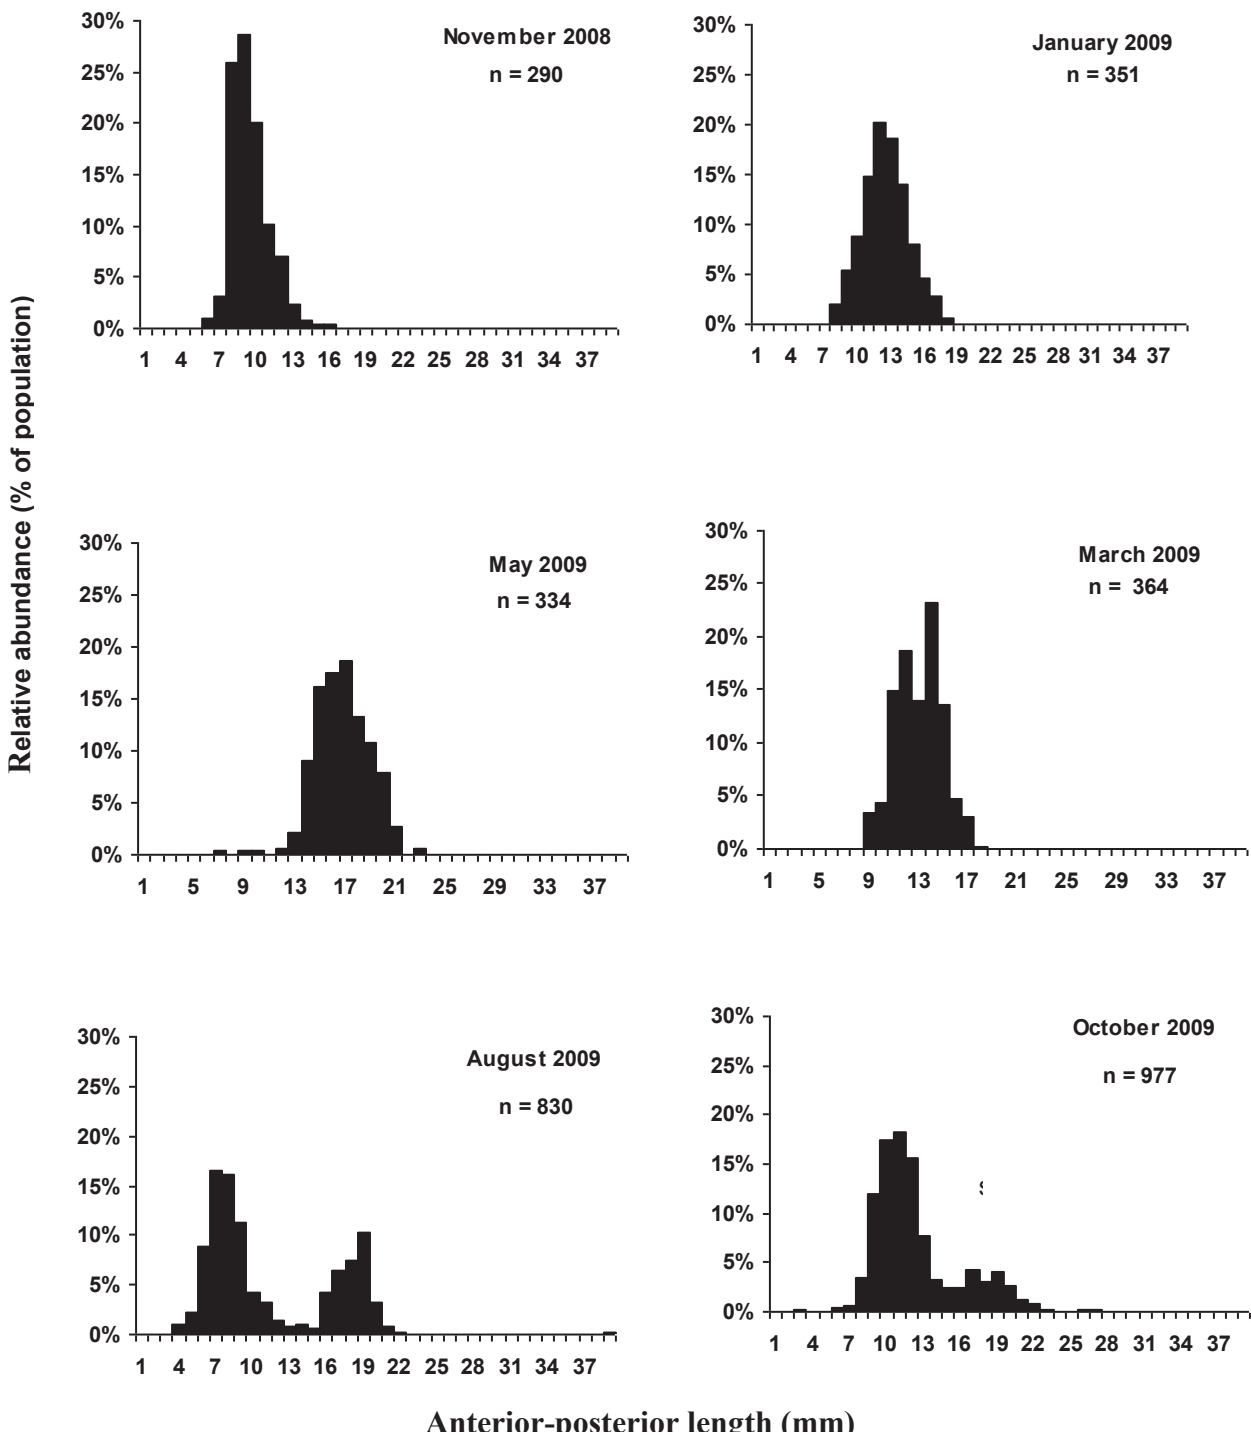 Relative abundance (% of population)
November 2008
n = 290
30%
25%
20%
15%
10%
5%
0%
1 4 7 10 13 16 19 22 25 28 31 34 37
January 2009
n = 351
30%
25%
20%
15%
10%
5%
0%
1 4 7 10 13 16 19 22 25 28 31 34 37
May 2009
n = 334
30%
25%
20%
15%
10%
5%
0%
1 5 9 13 17 21 25 29 33 37
March 2009
n = 364
30%
25%
20%
15%
10%
5%
0%
1 5 9 13 17 21 25 29 33 37
August 2009
n = 830
30%
25%
20%
15%
10%
5%
0%
1 4 7 10 13 16 19 22 25 28 31 34 37
October 2009
n = 977
30%
25%
20%
15%
10%
5%
0%
1 4 7 10 13 16 19 22 25 28 31 34 37
Anterior-posterior length (mm)